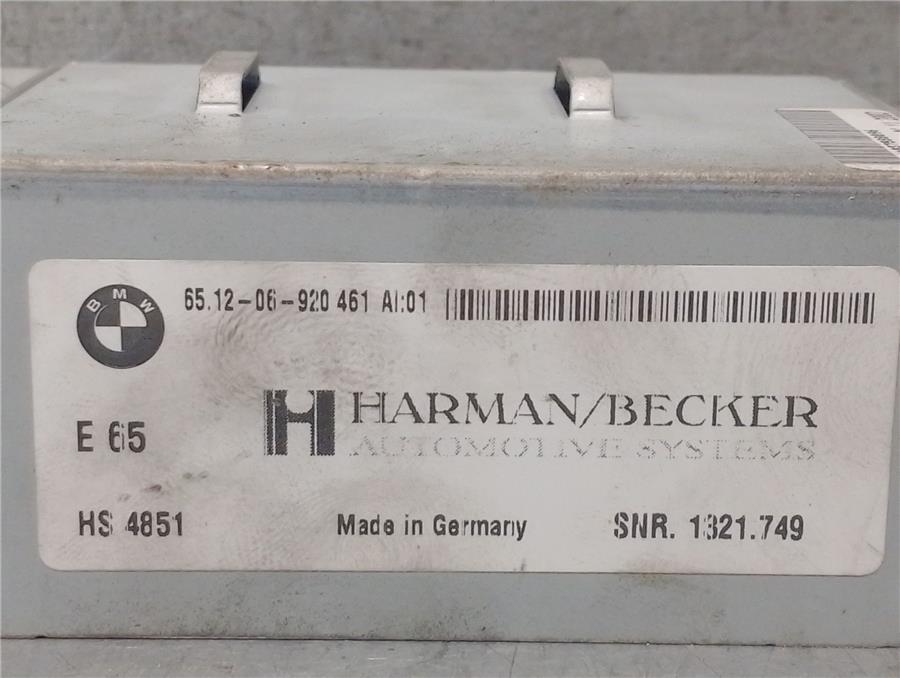 BMW
65.12-06-920 461 AI:01
E 65
HARMAN/BECKER
AUTOMOTIVE SYSTEMS
HS 4851
Made in Germany
SNR. 1321.749